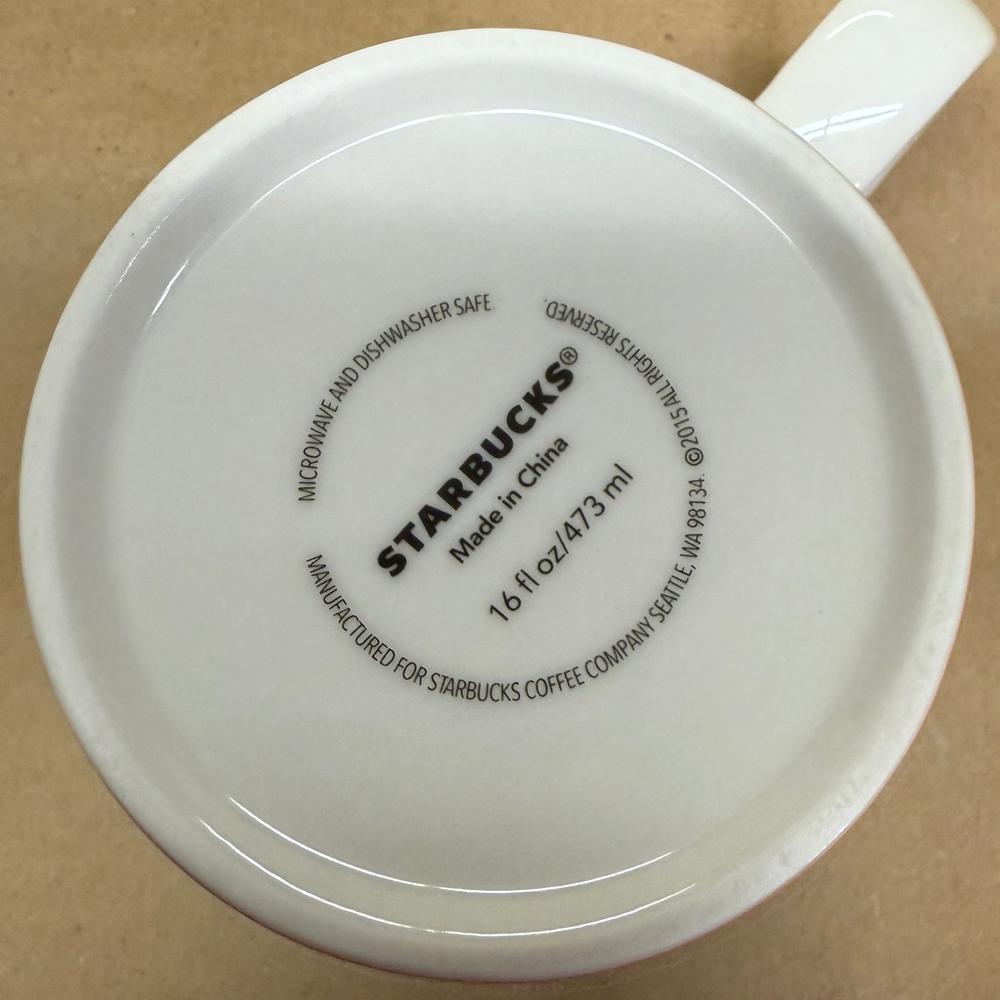 MICROWAVE AND DISHWASHER SAFE
STARBUCKS®
Made in China
16 fl oz/473 ml
MANUFACTURED FOR STARBUCKS COFFEE COMPANY SEATTLE, WA 98134. ©2015 ALL RIGHTS RESERVED.